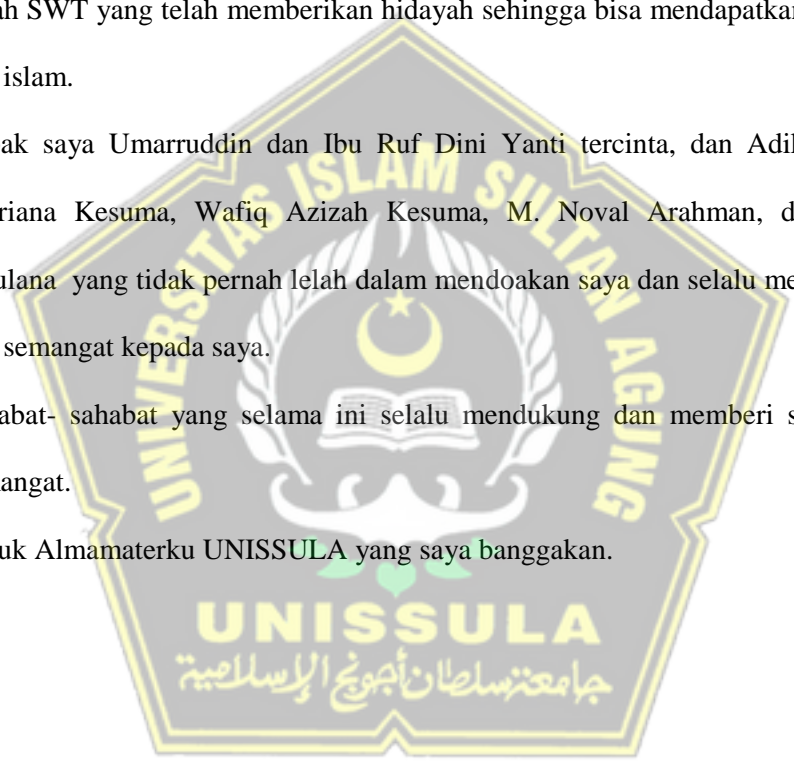 ah SWT yang telah memberikan hidayah sehingga bisa mendapatkan
islam.
ak saya Umarruddin dan Ibu Ruf Dini Yanti tercinta, dan Adik
riana Kesuma, Wafiq Azizah Kesuma, M. Noval Arahman, d
ulana yang tidak pernah lelah dalam mendoakan saya dan selalu me
semangat kepada saya.
abat- sahabat yang selama ini selalu mendukung dan memberi s
angat.
uk Almamaterku UNISSULA yang saya banggakan.
UNIVERSITAS ISLAM SULTAN AGUNG
UNISSULA
جامعة سلطان أجونج الإسلامية